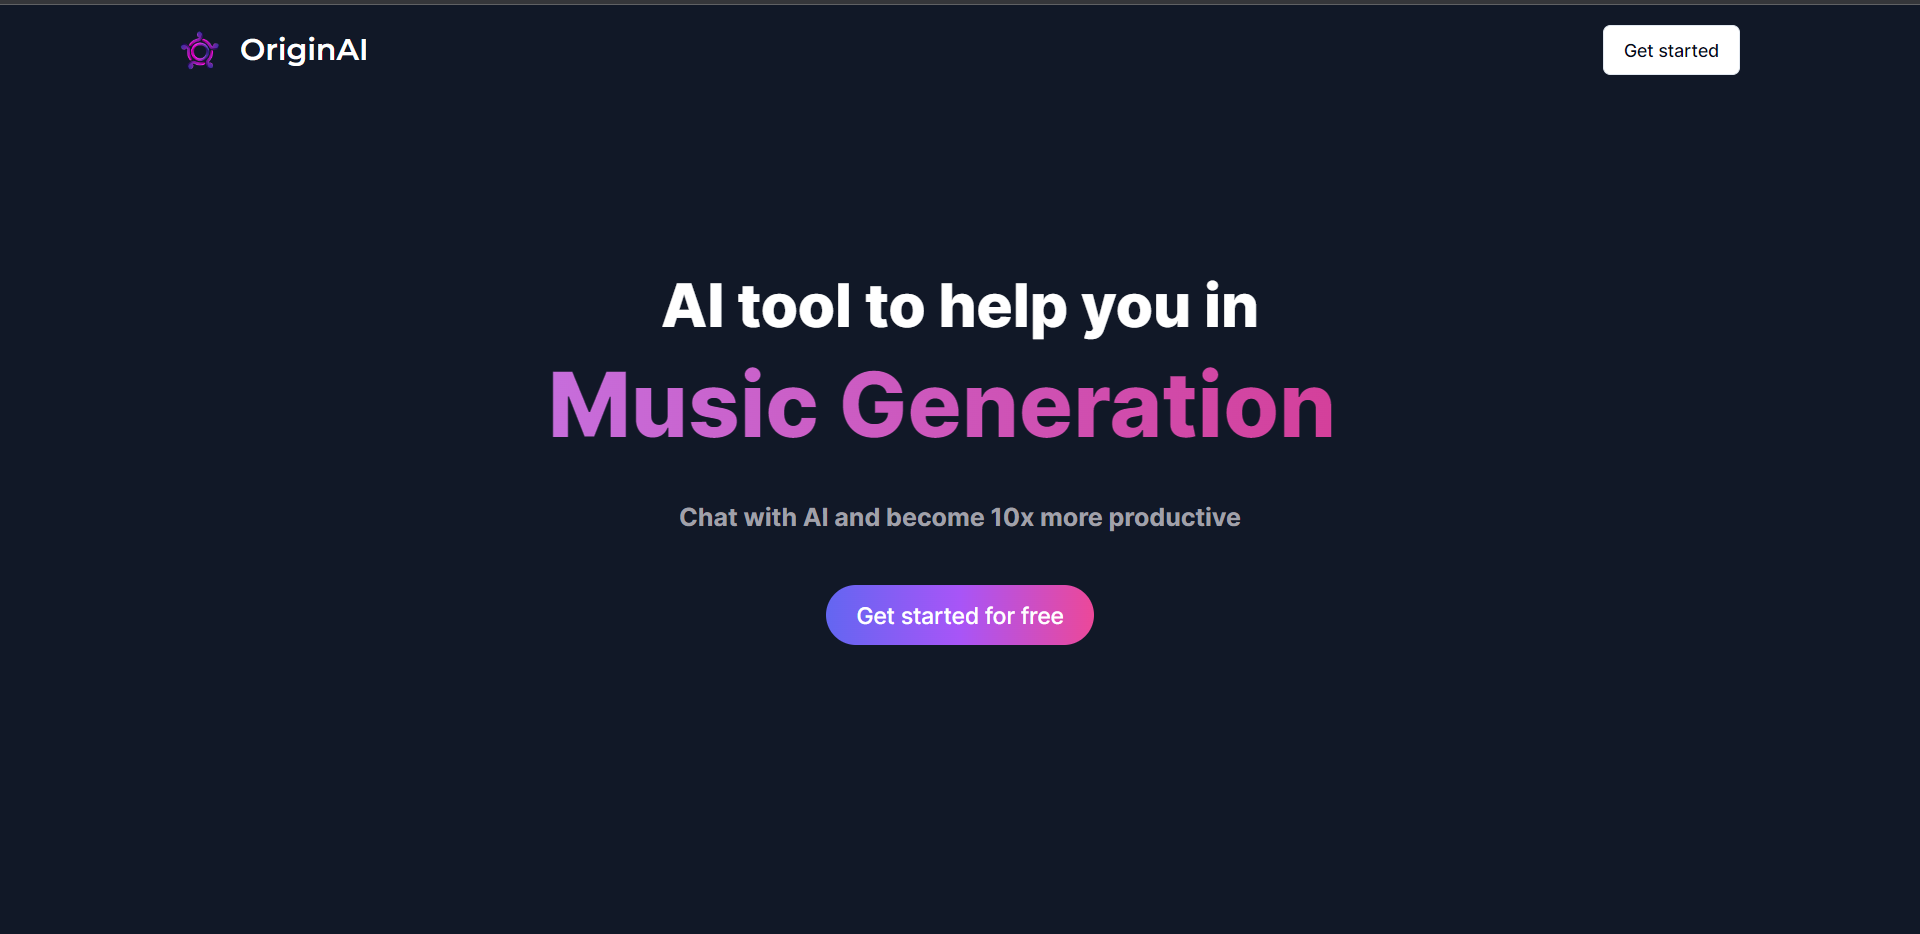 OriginAI
Get started
AI tool to help you in
Music Generation
Chat with AI and become 10x more productive
Get started for free